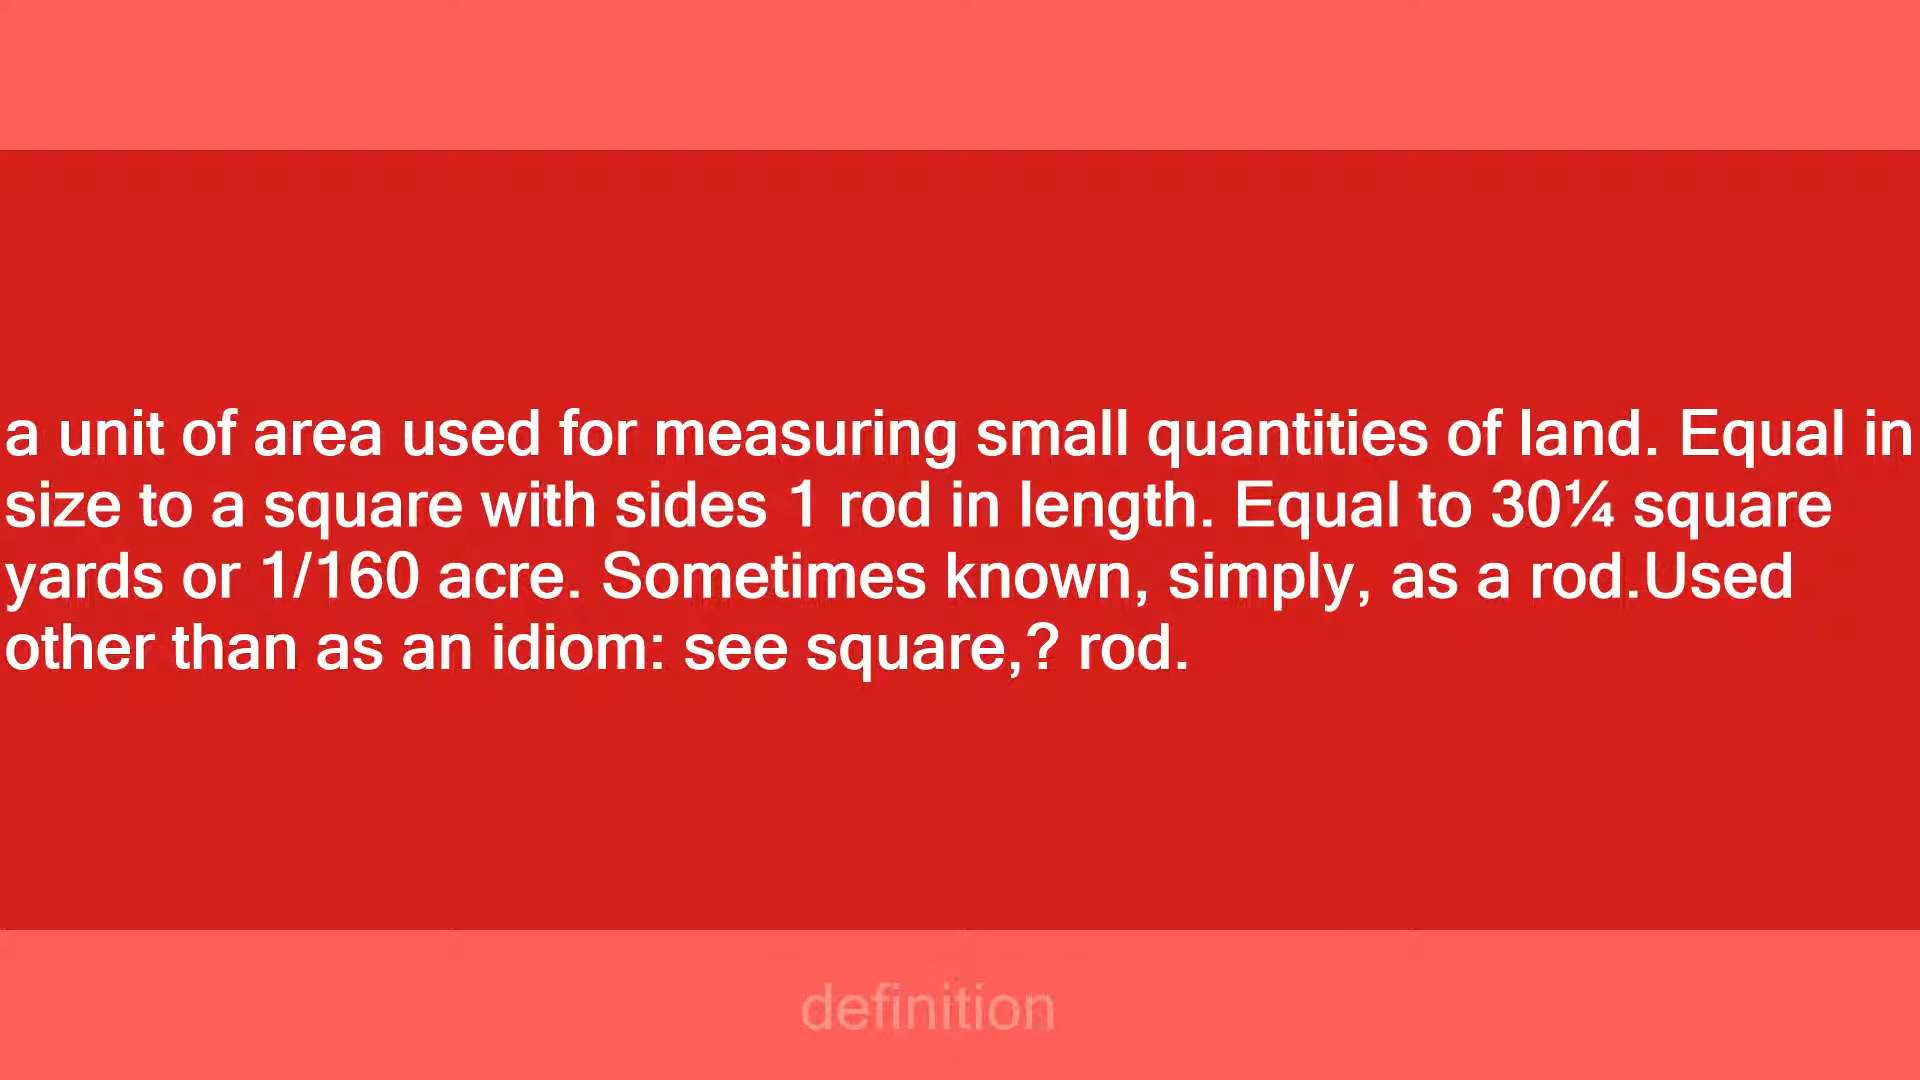 a unit of area used for measuring small quantities of land. Equal in
size to a square with sides 1 rod in length. Equal to 30¼ square
yards or 1/160 acre. Sometimes known, simply, as a rod.Used
other than as an idiom: see square,? rod.
definition